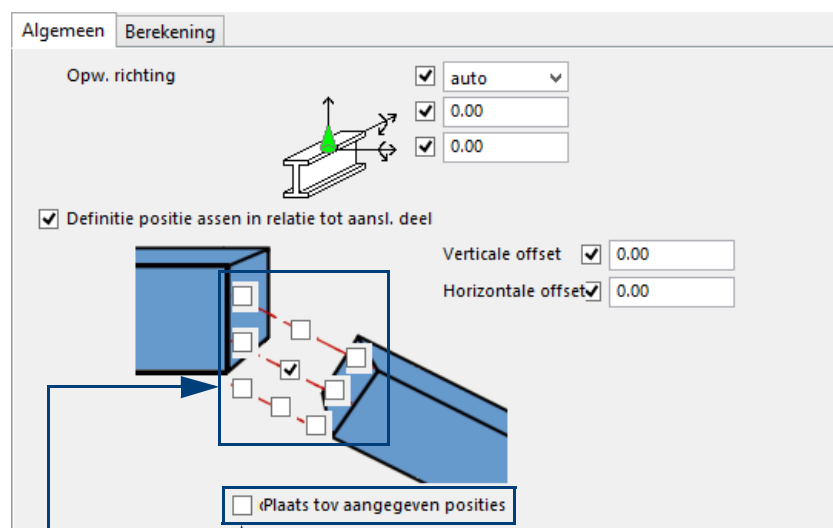 Algemeen Berekening
Opw. richting auto
0.00
0.00
Definitie positie assen in relatie tot aansl. deel
Verticale offset 0.00
Horizontale offset 0.00
Plaats tov aangegeven posities